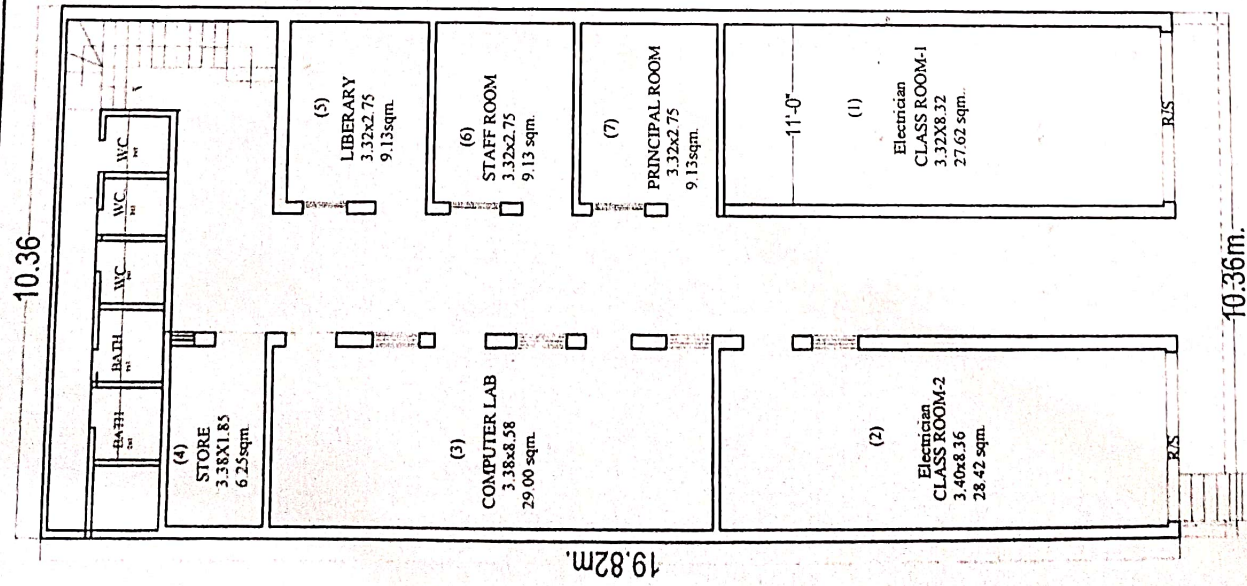 10.36
WC
WC
WC
BATH
BATH
(5)
LIBERARY
3.32x2.75
9.13sqm.
(6)
STAFF ROOM
3.32x2.75
9.13 sqm.
(7)
PRINCIPAL ROOM
3.32x2.75
9.13sqm.
11'-0"
(1)
Electrician
CLASS ROOM-1
3.32X8.32
27.62 sqm.
R/S
(4)
STORE
3.38X1.85
6.25sqm.
(3)
COMPUTER LAB
3.38x8.58
29.00 sqm.
(2)
Electrician
CLASS ROOM-2
3.40x8.36
28.42 sqm.
R/S
19.82m.
10.36m.